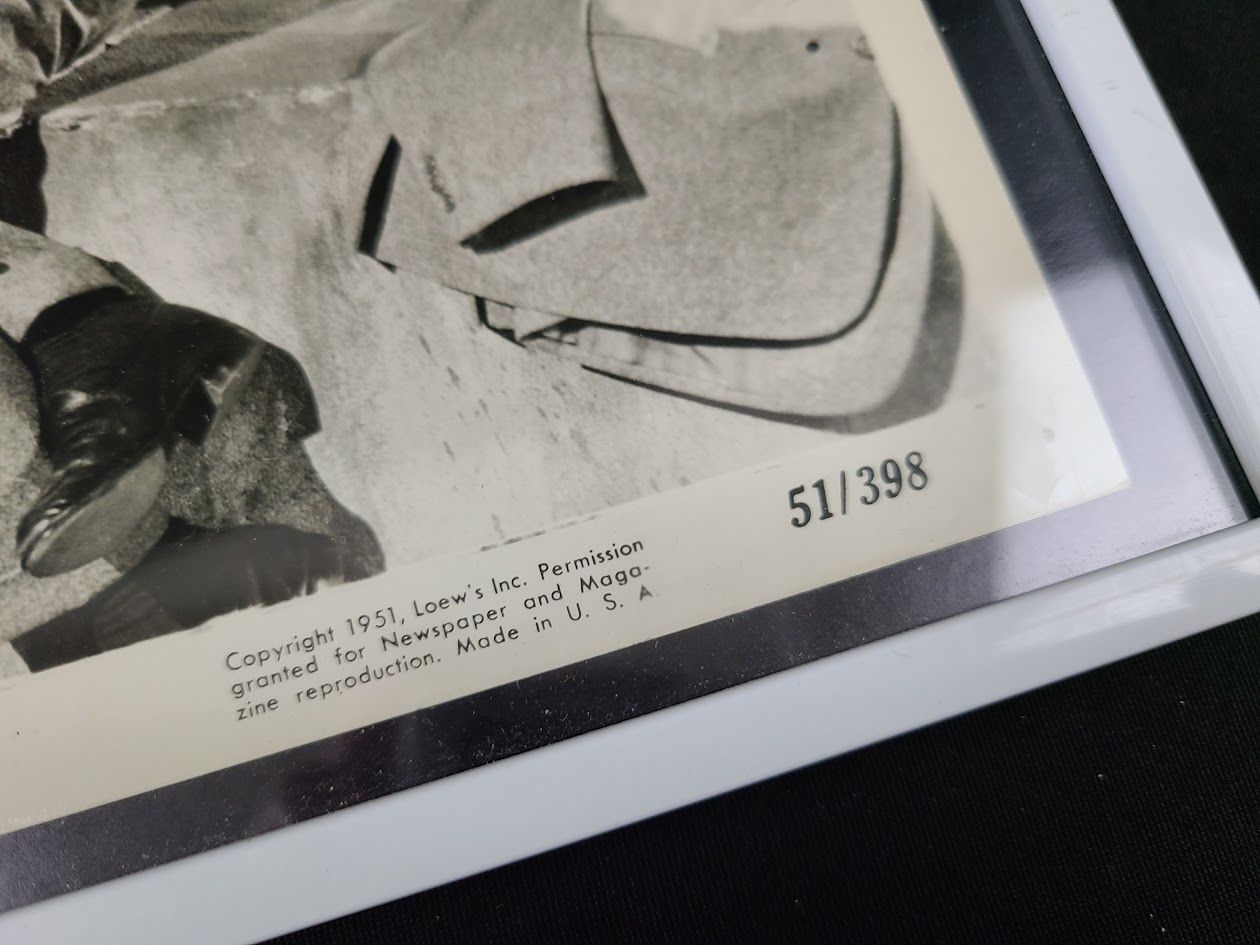 51/398
Copyright 1951, Loew's Inc. Permission
granted for Newspaper and Maga-
zine reproduction. Made in U. S. A.